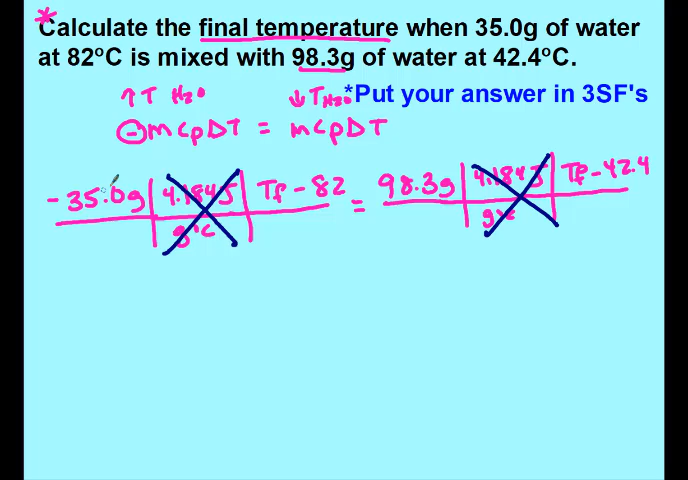 *Calculate the final temperature when 35.0g of water
at 82°C is mixed with 98.3g of water at 42.4°C.
↑T H₂O ↓T H₂O *Put your answer in 3SF's
⊖mCpΔT = mCpΔT
-35.0g | 4.184J | Tf - 82 = 98.3g | 4.184J | Tf - 42.4
g°C g°C